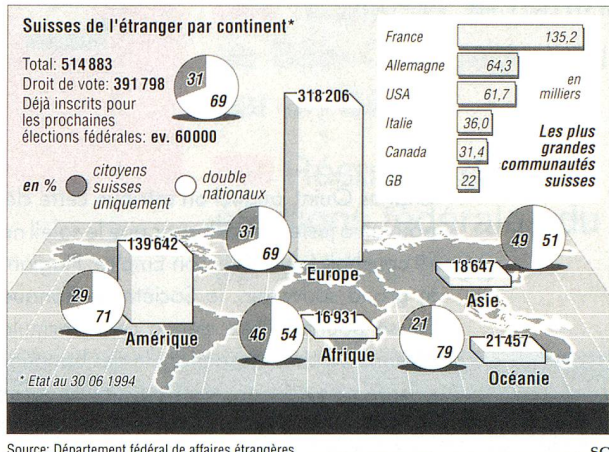 Suisses de l'étranger par continent*
Total: 514 883
Droit de vote: 391 798
Déjà inscrits pour
les prochaines
élections fédérales: ev. 60 000
31
69
en %
citoyens
suisses
uniquement
double
nationaux
France 135,2
Allemagne 64,3
USA 61,7
Italie 36,0
Canada 31,4
GB 22
en
milliers
Les plus
grandes
communautés
suisses
318'206
31
69
Europe
139'642
29
71
Amérique
49
51
18'647
Asie
46
54
16'931
Afrique
21
79
21'457
Océanie
* Etat au 30 06 1994
Source: Département fédéral de affaires étrangères